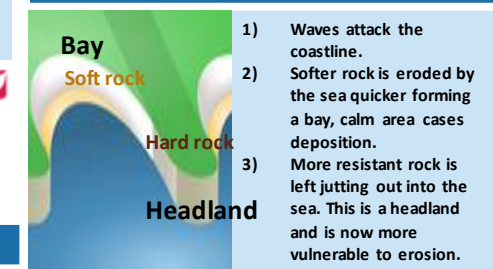 Bay
Soft rock
Hard rock
Headland
1) Waves attack the
coastline.
2) Softer rock is eroded by
the sea quicker forming
a bay, calm area cases
deposition.
3) More resistant rock is
left jutting out into the
sea. This is a headland
and is now more
vulnerable to erosion.